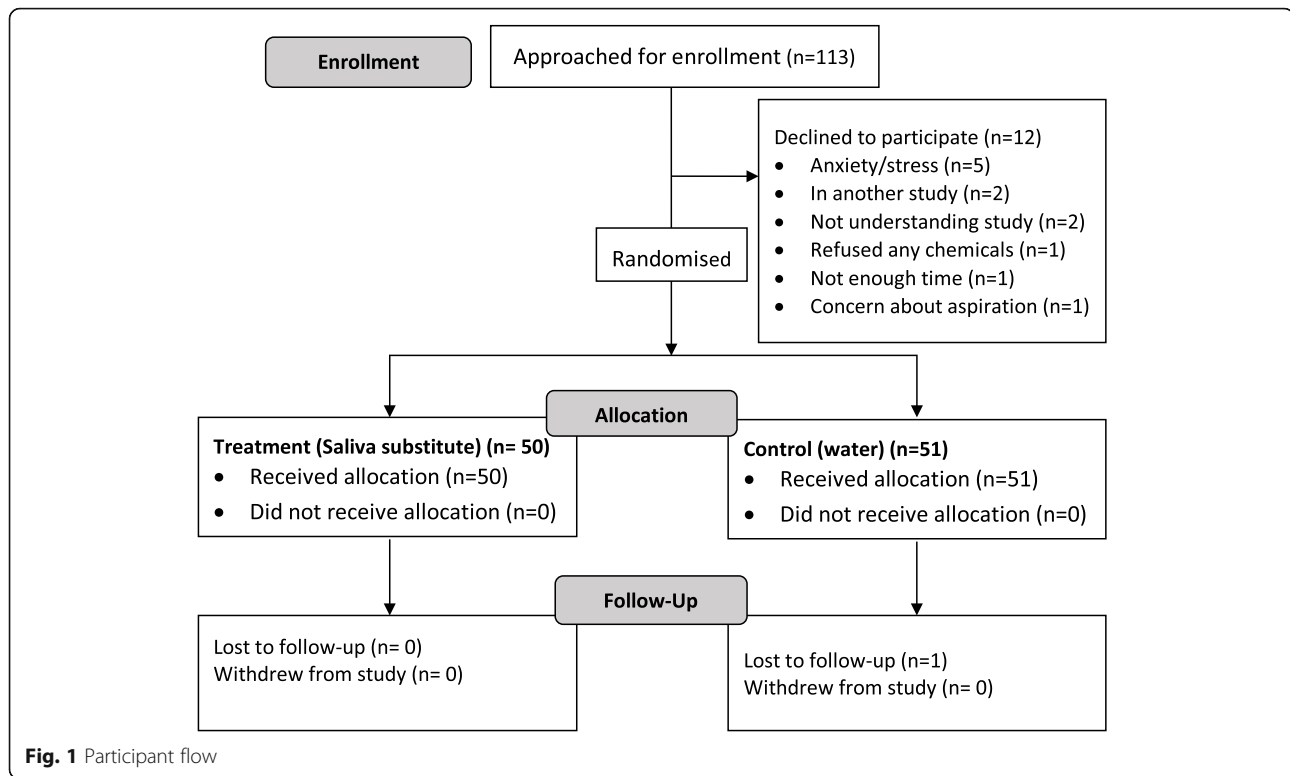 Enrollment
Approached for enrollment (n=113)
Declined to participate (n=12)
• Anxiety/stress (n=5)
• In another study (n=2)
• Not understanding study (n=2)
• Refused any chemicals (n=1)
• Not enough time (n=1)
• Concern about aspiration (n=1)
Randomised
Allocation
Treatment (Saliva substitute) (n= 50)
• Received allocation (n=50)
• Did not receive allocation (n=0)
Control (water) (n=51)
• Received allocation (n=51)
• Did not receive allocation (n=0)
Follow-Up
Lost to follow-up (n= 0)
Withdrew from study (n= 0)
Lost to follow-up (n=1)
Withdrew from study (n= 0)
Fig. 1 Participant flow